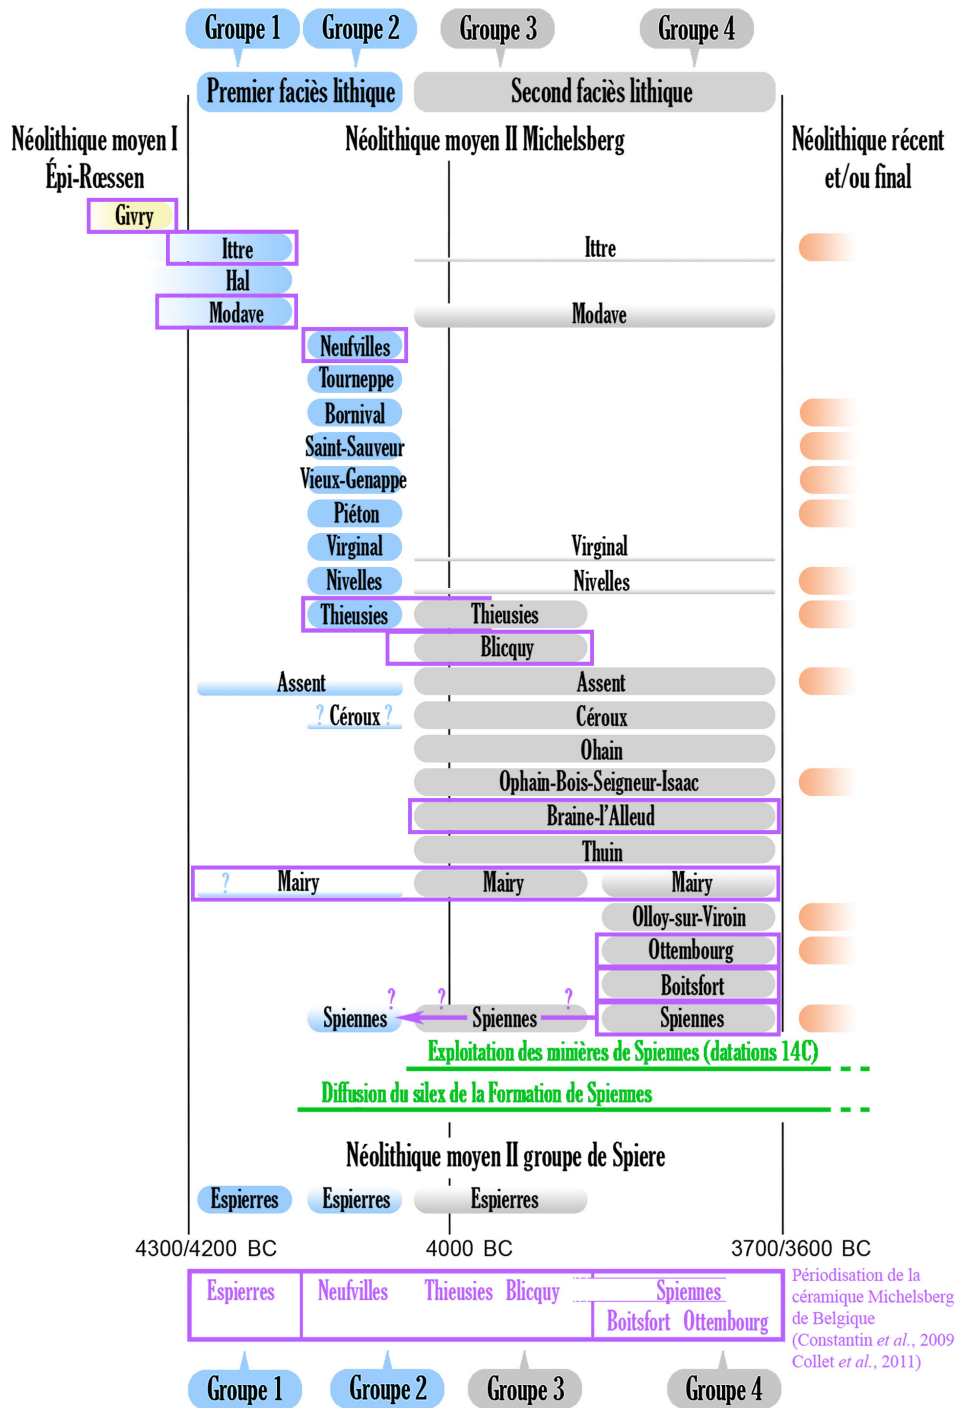 Groupe 1 Groupe 2 Groupe 3 Groupe 4
Premier faciès lithique Second faciès lithique
Néolithique moyen I
Épi-Rœssen
Néolithique moyen II Michelsberg
Néolithique récent
et/ou final
Givry
Ittre Ittre
Hal
Modave Modave
Neufvilles
Tourneppe
Bornival
Saint-Sauveur
Vieux-Genappe
Piéton
Virginal Virginal
Nivelles Nivelles
Thieusies Thieusies
Blicquy
Assent Assent
? Céroux ? Céroux
Ohain
Ophain-Bois-Seigneur-Isaac
Braine-l'Alleud
Thuin
? Mairy Mairy Mairy
Olloy-sur-Viroin
Ottembourg
Boitsfort
? ? ?
Spiennes Spiennes Spiennes
Exploitation des minières de Spiennes (datations 14C)
Diffusion du silex de la Formation de Spiennes
Néolithique moyen II groupe de Spiere
Espierres Espierres Espierres
4300/4200 BC 4000 BC 3700/3600 BC
Espierres Neufvilles Thieusies Blicquy Spiennes
Boitsfort Ottembourg
Périodisation de la
céramique Michelsberg
de Belgique
(Constantin et al., 2009
Collet et al., 2011)
Groupe 1 Groupe 2 Groupe 3 Groupe 4